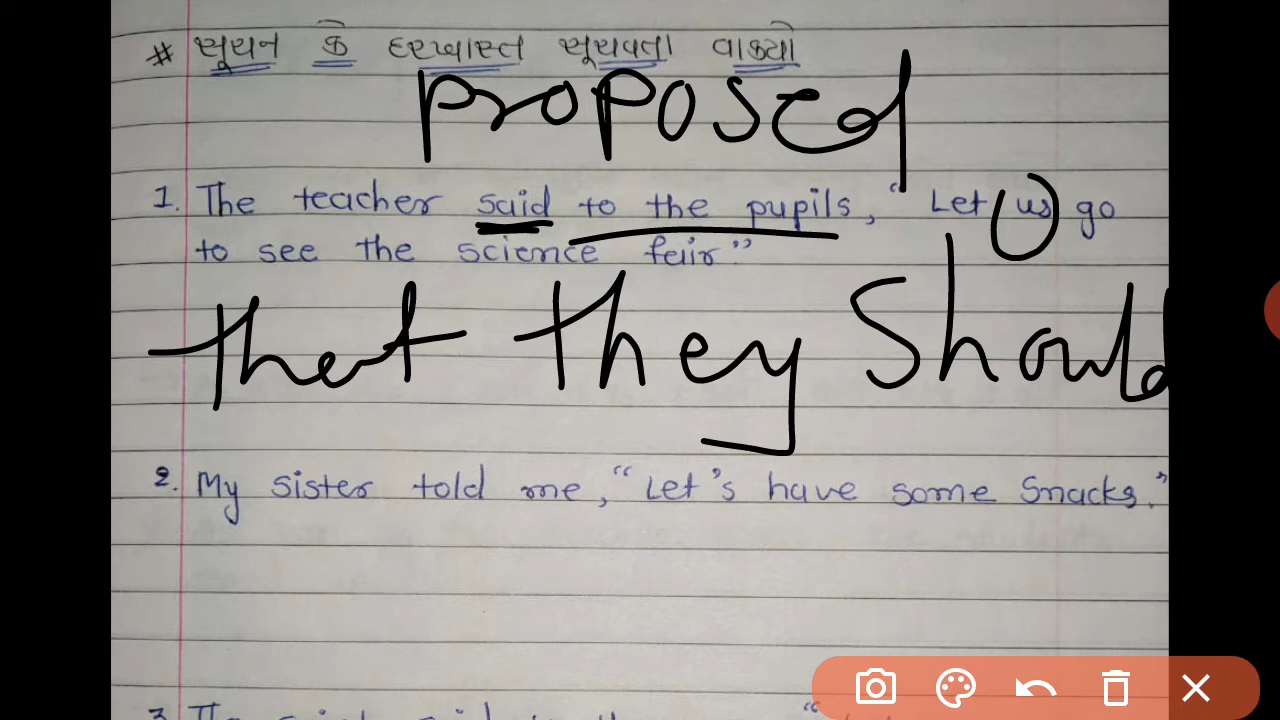 # સૂચન કે દરખાસ્ત સૂચવતા વાક્યો
proposed
1. The teacher said to the pupils, "Let us go
to see the science fair."
that they should
2. My sister told me, "Let's have some snacks."
3.